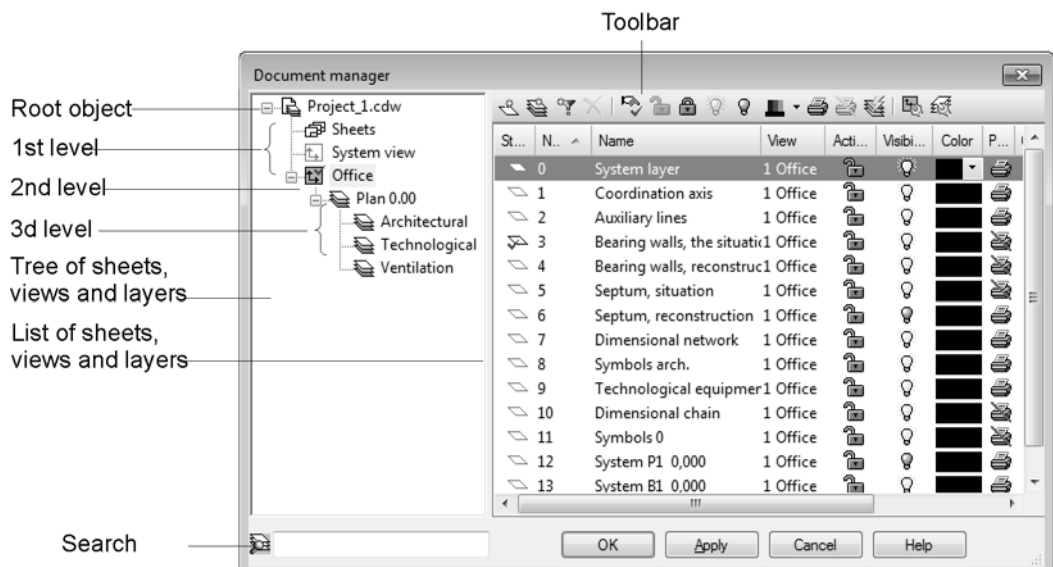 Toolbar
Document manager
Root object
1st level
2nd level
3d level
Tree of sheets,
views and layers
List of sheets,
views and layers
Search
Project_1.cdw
Sheets
System view
Office
Plan 0.00
Architectural
Technological
Ventilation
St... N... Name View Acti... Visibi... Color P...
0 System layer 1 Office
1 Coordination axis 1 Office
2 Auxiliary lines 1 Office
3 Bearing walls, the situatic 1 Office
4 Bearing walls, reconstruc 1 Office
5 Septum, situation 1 Office
6 Septum, reconstruction 1 Office
7 Dimensional network 1 Office
8 Symbols arch. 1 Office
9 Technological equipmer 1 Office
10 Dimensional chain 1 Office
11 Symbols 0 1 Office
12 System P1 0,000 1 Office
13 System B1 0,000 1 Office
OK Apply Cancel Help